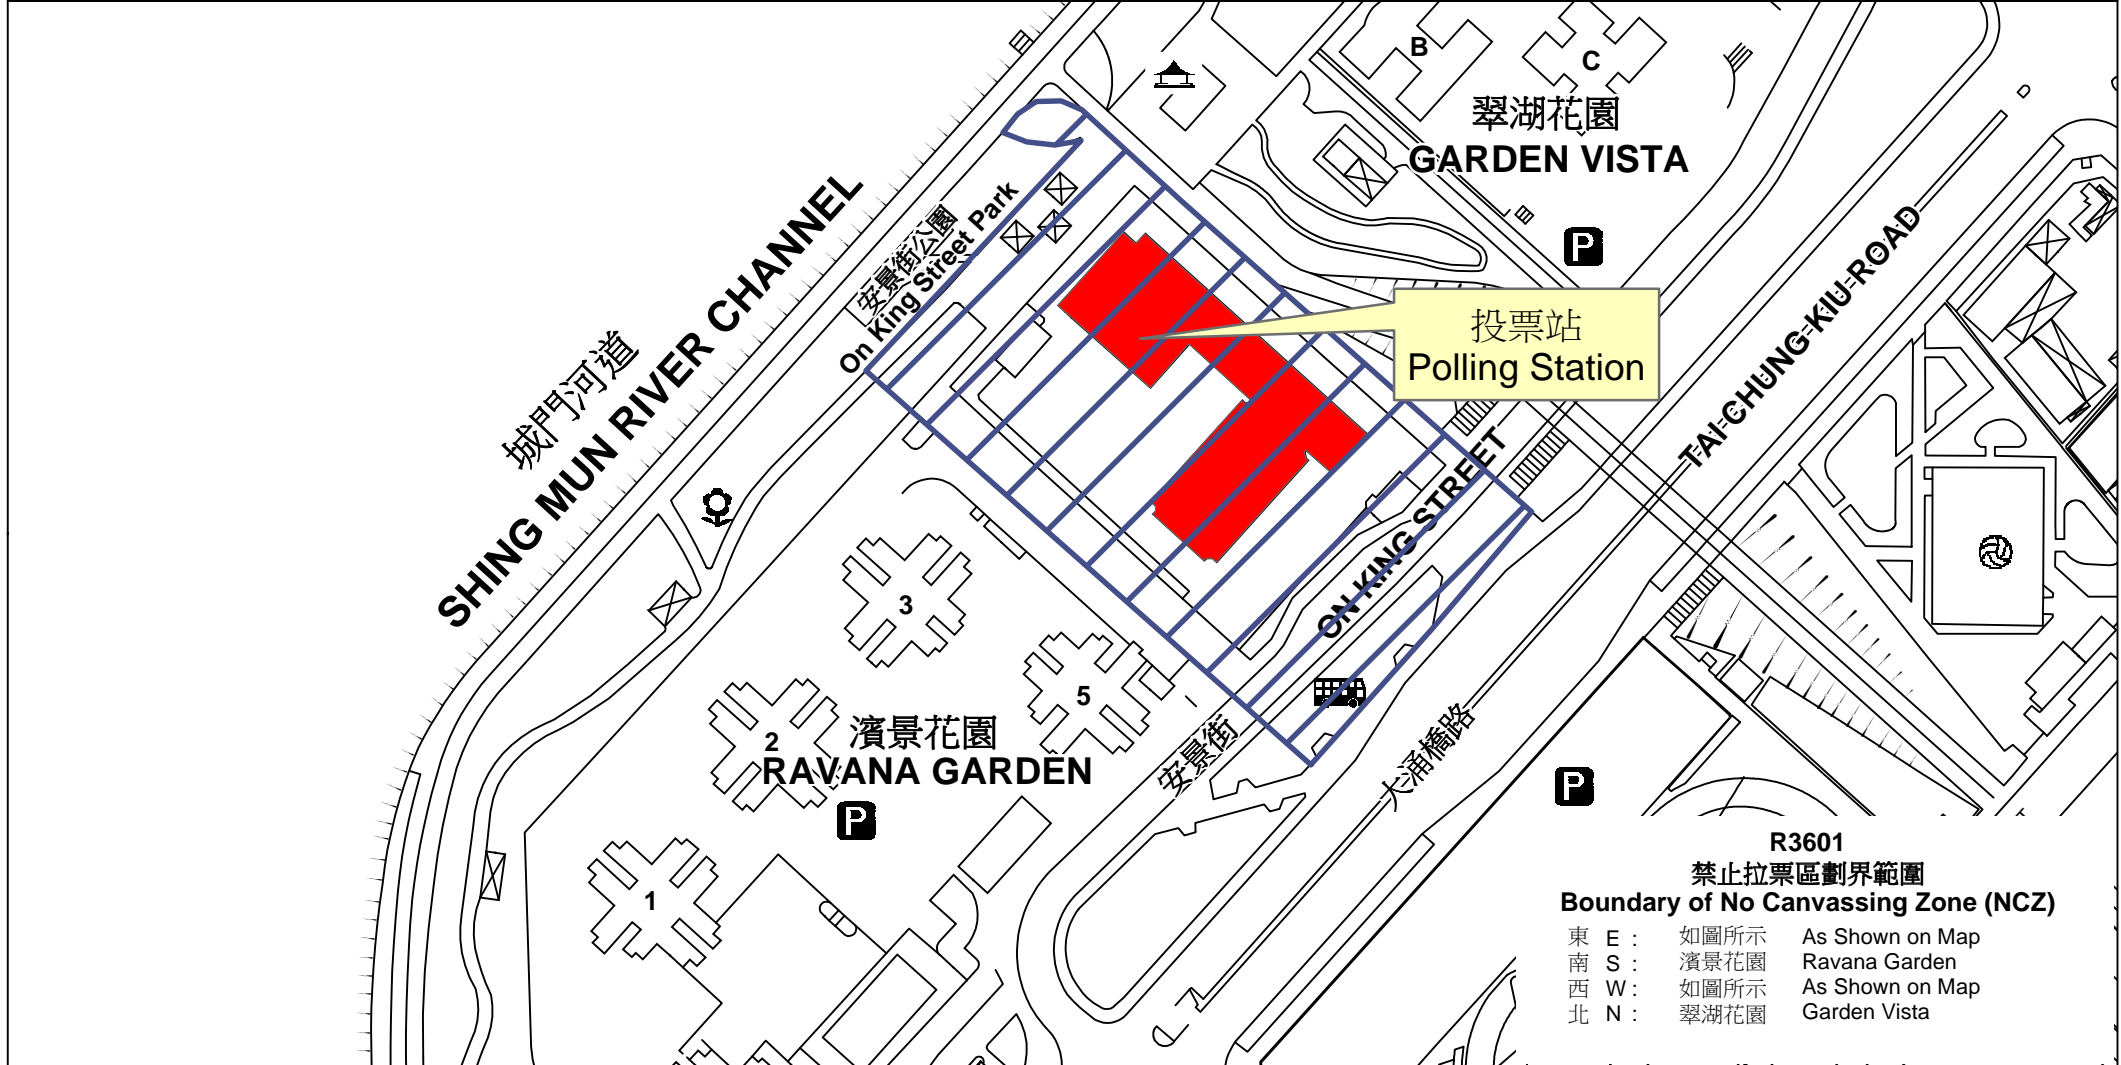 B
C
翠湖花園
GARDEN VISTA
P
安景街公園
On King Street Park
城門河道
SHING MUN RIVER CHANNEL
投票站
Polling Station
TAI CHUNG KIU ROAD
ON KING STREET
安景街
大涌橋路
3
5
2
濱景花園
RAVANA GARDEN
P
1
P
R3601
禁止拉票區劃界範圍
Boundary of No Canvassing Zone (NCZ)
東 E : 如圖所示 As Shown on Map
南 S : 濱景花園 Ravana Garden
西 W : 如圖所示 As Shown on Map
北 N : 翠湖花園 Garden Vista